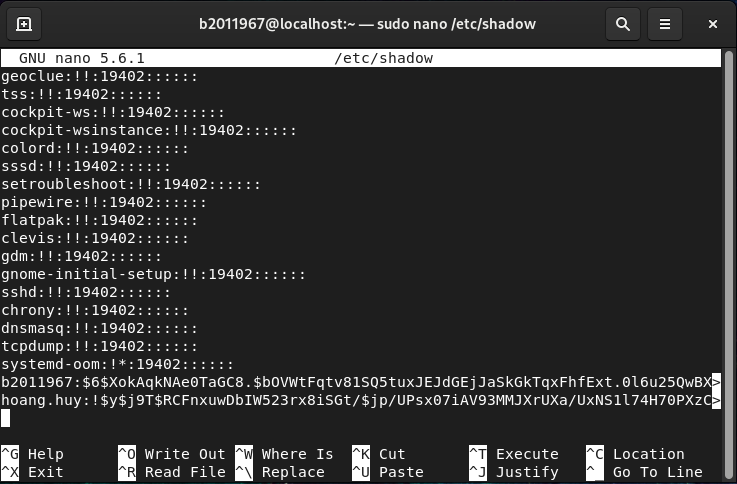 b2011967@localhost:~ — sudo nano /etc/shadow
GNU nano 5.6.1 /etc/shadow
geoclue:!!:19402::::::
tss:!!:19402::::::
cockpit-ws:!!:19402::::::
cockpit-wsinstance:!!:19402::::::
colord:!!:19402::::::
sssd:!!:19402::::::
setroubleshoot:!!:19402::::::
pipewire:!!:19402::::::
flatpak:!!:19402::::::
clevis:!!:19402::::::
gdm:!!:19402::::::
gnome-initial-setup:!!:19402::::::
sshd:!!:19402::::::
chrony:!!:19402::::::
dnsmasq:!!:19402::::::
tcpdump:!!:19402::::::
systemd-oom:!*:19402::::::
b2011967:$6$XokAqkNAe0TaGC8.$bOVWtFqtv81SQ5tuxJEJdGEjJaSkGkTqxFhfExt.0l6u25QwBX>
hoang.huy:!$y$j9T$RCFnxuwDbIW523rx8iSGt/$jp/UPsx07iAV93MMJXrUXa/UxNS1l74H70PXzC>
^G Help ^O Write Out ^W Where Is ^K Cut ^T Execute ^C Location
^X Exit ^R Read File ^\ Replace ^U Paste ^J Justify ^_ Go To Line